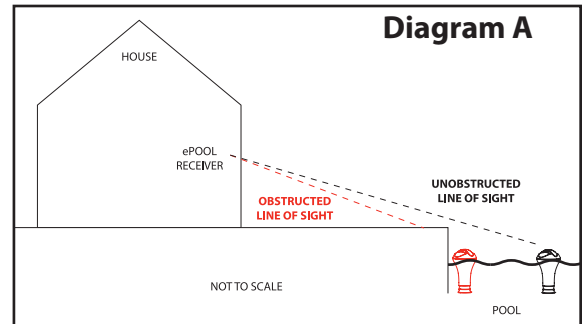 Diagram A
HOUSE
ePOOL
RECEIVER
UNOBSTRUCTED
LINE OF SIGHT
OBSTRUCTED
LINE OF SIGHT
NOT TO SCALE
POOL